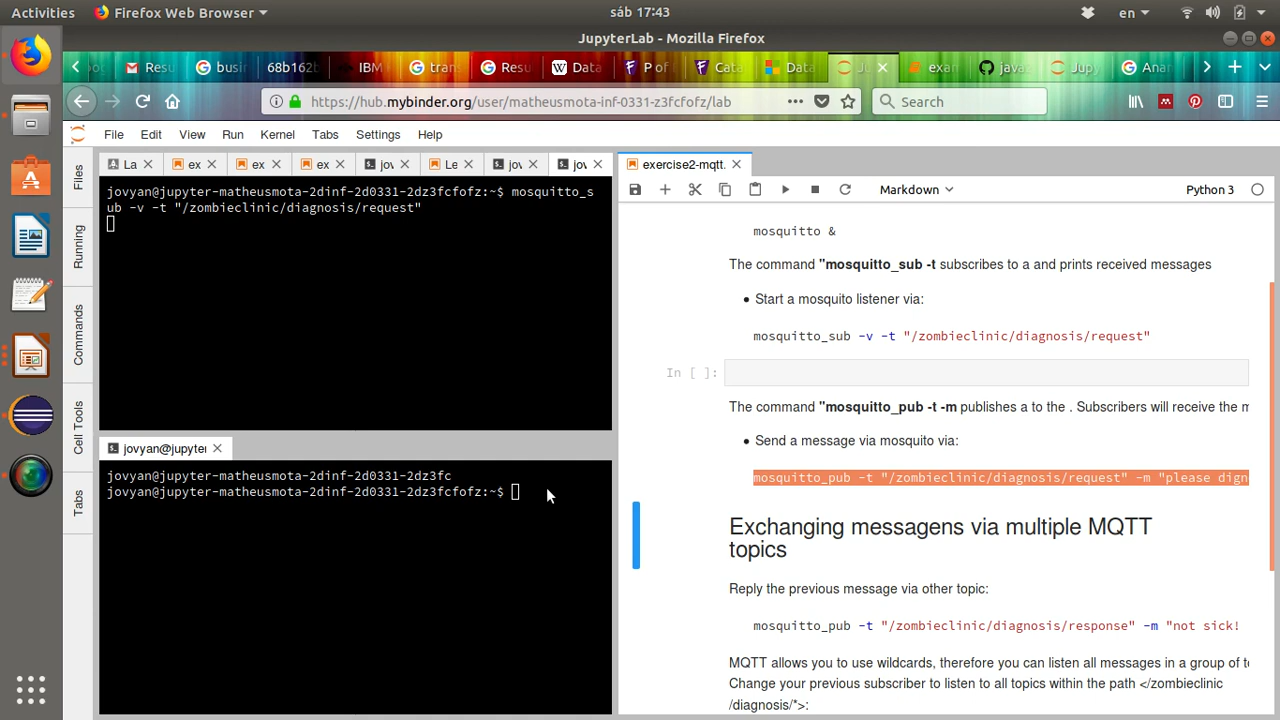 Activities Firefox Web Browser sáb 17:43 en
JupyterLab - Mozilla Firefox
Resu busi 68b162b IBM tran Resu Data P of Cata Data Ju exam java Jupy Anar
https://hub.mybinder.org/user/matheusmota-inf-0331-z3fcfofz/lab Search
File Edit View Run Kernel Tabs Settings Help
La ex ex ex jov Le jov jov
jovyan@jupyter-matheusmota-2dinf-2d0331-2dz3fcfofz:~$ mosquitto_s
ub -v -t "/zombieclinic/diagnosis/request"
Files
Running
Commands
Cell Tools
Tabs
jovyan@jupyter
jovyan@jupyter-matheusmota-2dinf-2d0331-2dz3fc
jovyan@jupyter-matheusmota-2dinf-2d0331-2dz3fcfofz:~$
exercise2-mqtt.
Markdown Python 3
mosquitto &
The command "mosquitto_sub -t subscribes to a and prints received messages
• Start a mosquito listener via:
mosquitto_sub -v -t "/zombieclinic/diagnosis/request"
In [ ]:
The command "mosquitto_pub -t -m publishes a to the . Subscribers will receive the m
• Send a message via mosquito via:
mosquitto_pub -t "/zombieclinic/diagnosis/request" -m "please dign
Exchanging messagens via multiple MQTT
topics
Reply the previous message via other topic:
mosquitto_pub -t "/zombieclinic/diagnosis/response" -m "not sick!
MQTT allows you to use wildcards, therefore you can listen all messages in a group of to
Change your previous subscriber to listen to all topics within the path </zombieclinic
/diagnosis/*>: